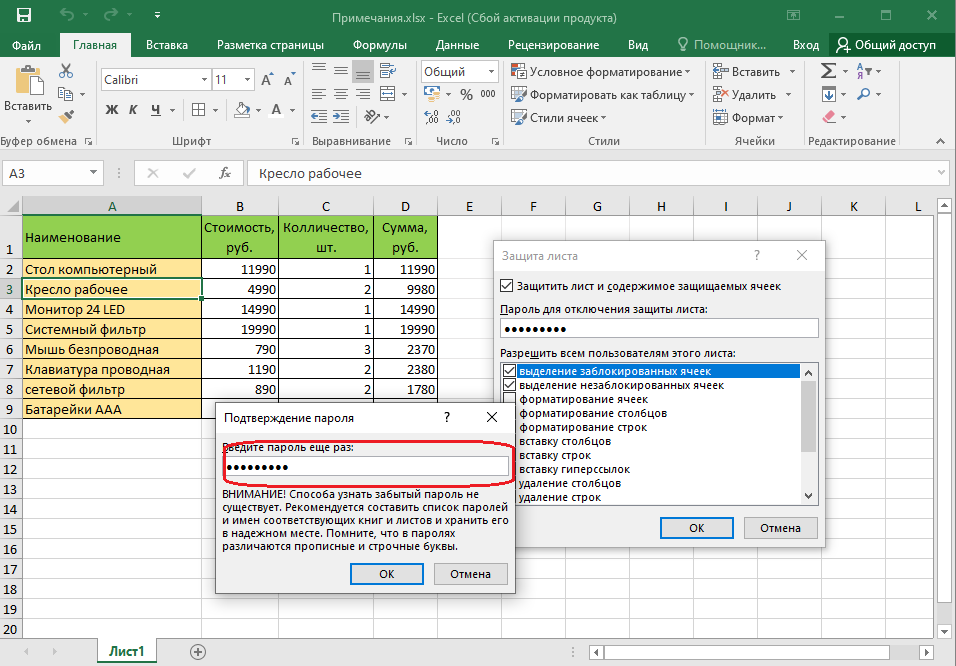 Примечания.xlsx - Excel (Сбой активации продукта)
Файл Главная Вставка Разметка страницы Формулы Данные Рецензирование Вид Помощник... Вход Общий доступ
Вставить
Calibri 11
Ж К Ч А
Общий
% 000
Условное форматирование
Форматировать как таблицу
Стили ячеек
Вставить
Удалить
Формат
Буфер обмена Шрифт Выравнивание Число Стили Ячейки Редактирование
A3 fx Кресло рабочее
A B C D E F G H I J K L
1 Наименование
Стоимость, руб.
Колличество, шт.
Сумма, руб.
2 Стол компьютерный 11990 1 11990
3 Кресло рабочее 4990 2 9980
4 Монитор 24 LED 14990 1 14990
5 Системный фильтр 19990 1 19990
6 Мышь безпроводная 790 3 2370
7 Клавиатура проводная 1190 2 2380
8 сетевой фильтр 890 2 1780
9 Батарейки ААА
10
11
12
13
14
15
16
17
18
19
20
Защита листа ?
Защитить лист и содержимое защищаемых ячеек
Пароль для отключения защиты листа:
•••••••••
Разрешить всем пользователям этого листа:
выделение заблокированных ячеек
выделение незаблокированных ячеек
форматирование ячеек
форматирование столбцов
форматирование строк
вставку столбцов
вставку строк
вставку гиперссылок
удаление столбцов
удаление строк
ОК Отмена
Подтверждение пароля ?
Введите пароль еще раз:
•••••••••
ВНИМАНИЕ! Способа узнать забытый пароль не
существует. Рекомендуется составить список паролей
и имен соответствующих книг и листов и хранить его
в надежном месте. Помните, что в паролях
различаются прописные и строчные буквы.
ОК Отмена
Лист1